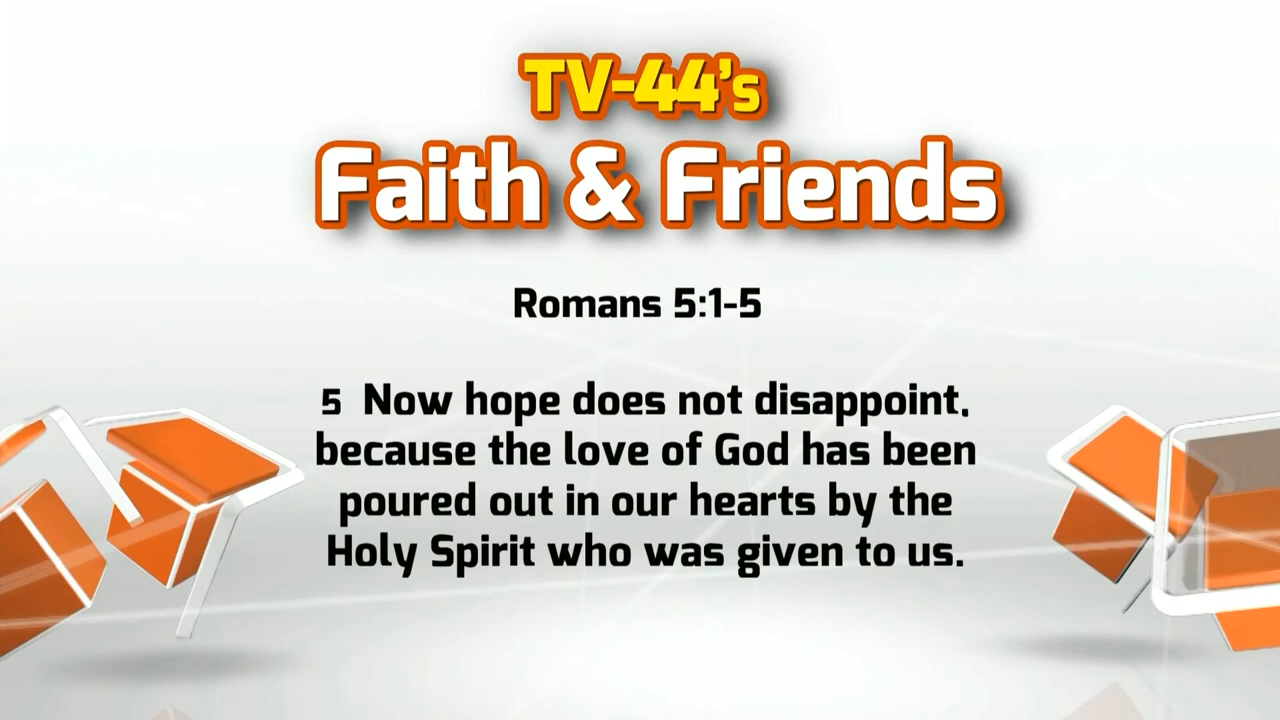 TV-44's
Faith & Friends
Romans 5:1-5
5 Now hope does not disappoint,
because the love of God has been
poured out in our hearts by the
Holy Spirit who was given to us.